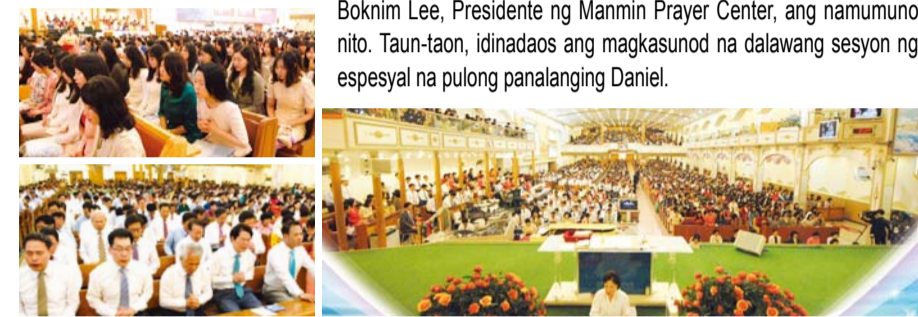 Boknim Lee, Presidente ng Manmin Prayer Center, ang namumuno
nito. Taun-taon, idinadaos ang magkasunod na dalawang sesyon ng
espesyal na pulong panalanging Daniel.